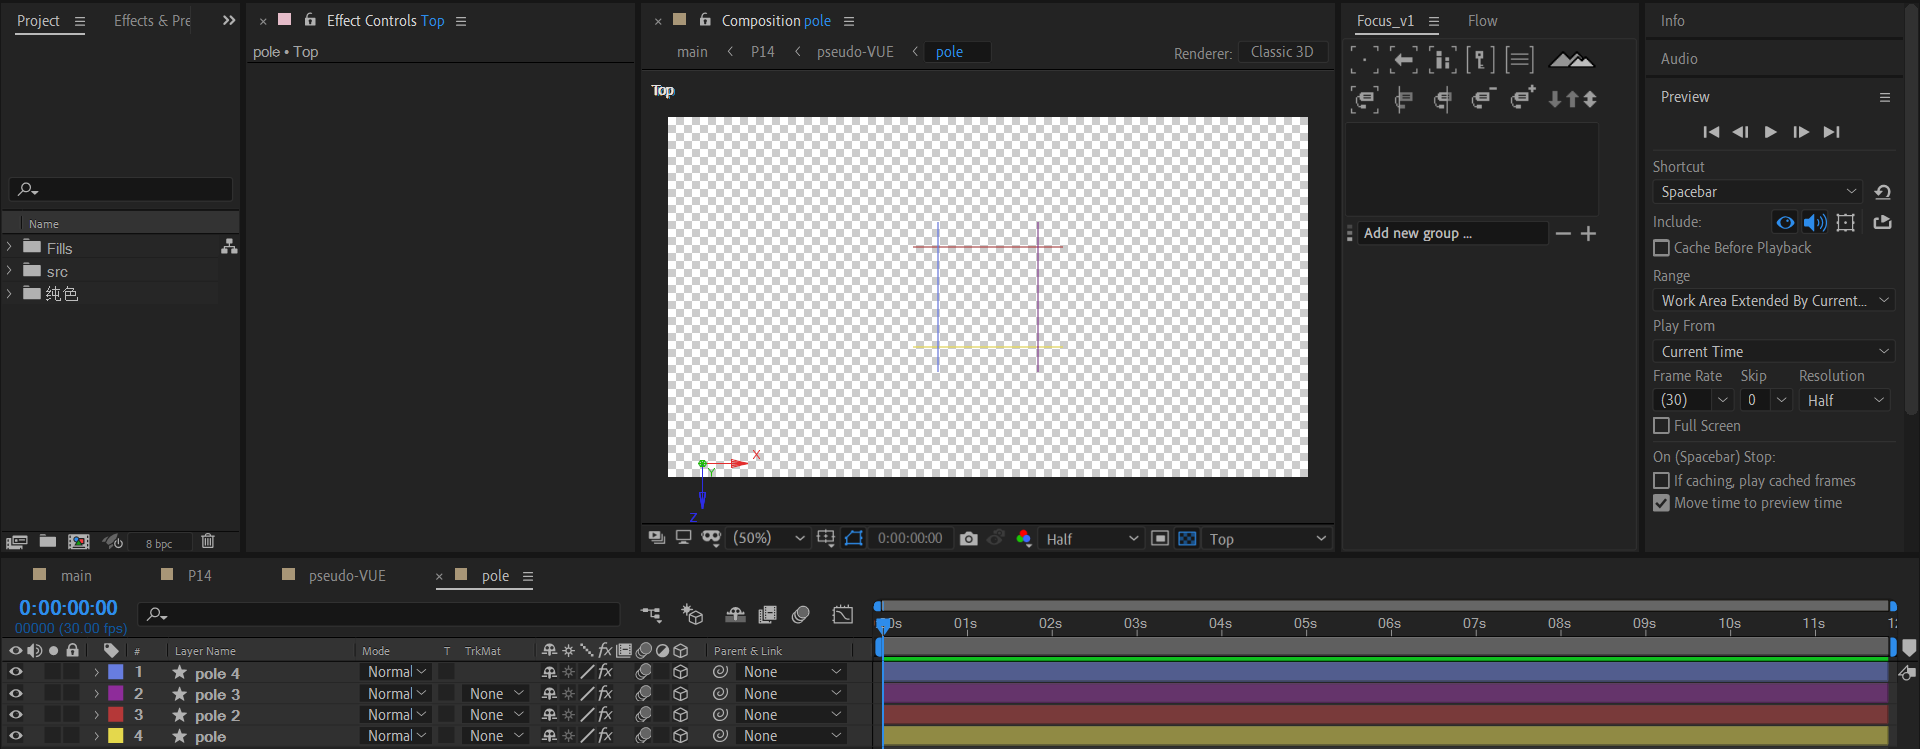 Project
Effects & Pre
Effect Controls Top
pole • Top
Composition pole
main
P14
pseudo-VUE
pole
Renderer:
Classic 3D
Top
X
Y
Z
Focus_v1
Flow
Add new group ...
Info
Audio
Preview
Shortcut
Spacebar
Include:
Cache Before Playback
Range
Work Area Extended By Current...
Play From
Current Time
Frame Rate Skip Resolution
(30) 0 Half
Full Screen
On (Spacebar) Stop:
If caching, play cached frames
Move time to preview time
Name
Fills
src
纯色
8 bpc
(50%)
0:00:00:00
Half
Top
main
P14
pseudo-VUE
pole
0:00:00:00
00000 (30.00 fps)
0s 01s 02s 03s 04s 05s 06s 07s 08s 09s 10s 11s 12
# Layer Name Mode T TrkMat Parent & Link
1 pole 4 Normal None
2 pole 3 Normal None None
3 pole 2 Normal None None
4 pole Normal None None